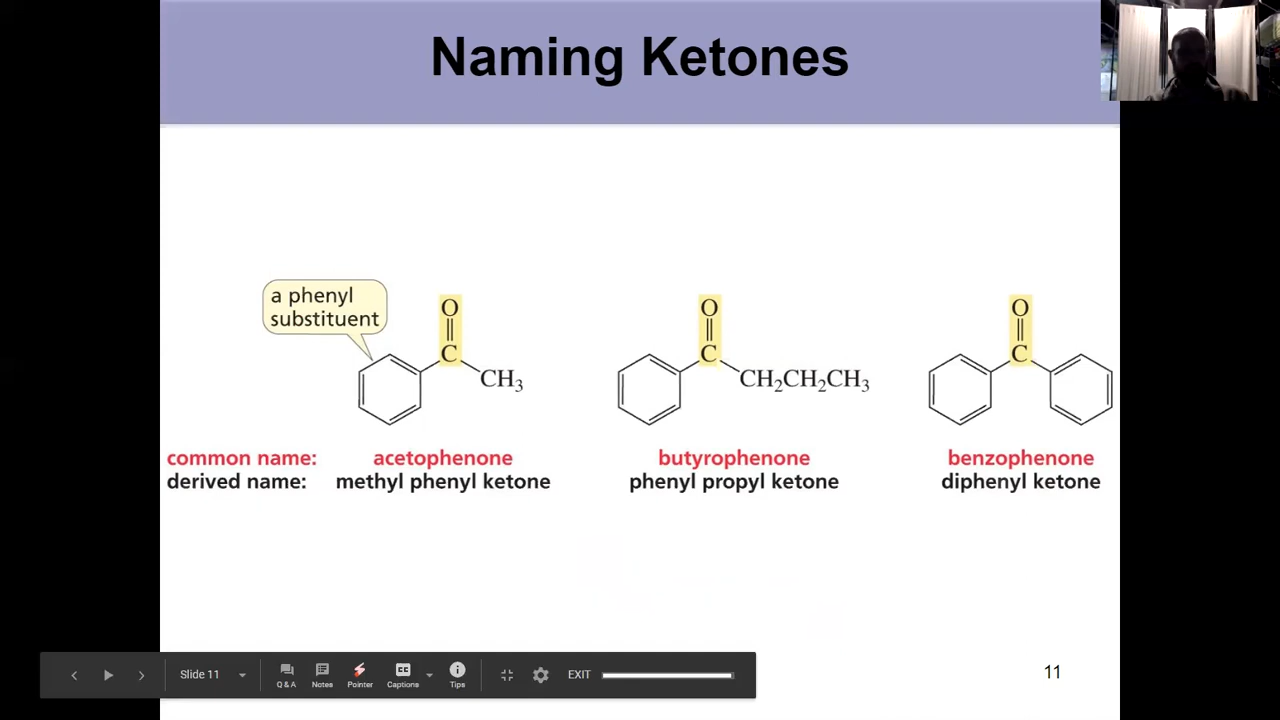 Naming Ketones
a phenyl
substituent
O
C
CH₃
O
C
CH₂CH₂CH₃
O
C
common name: acetophenone butyrophenone benzophenone
derived name: methyl phenyl ketone phenyl propyl ketone diphenyl ketone
Slide 11 Q & A Notes Pointer CC Captions Tips EXIT
11